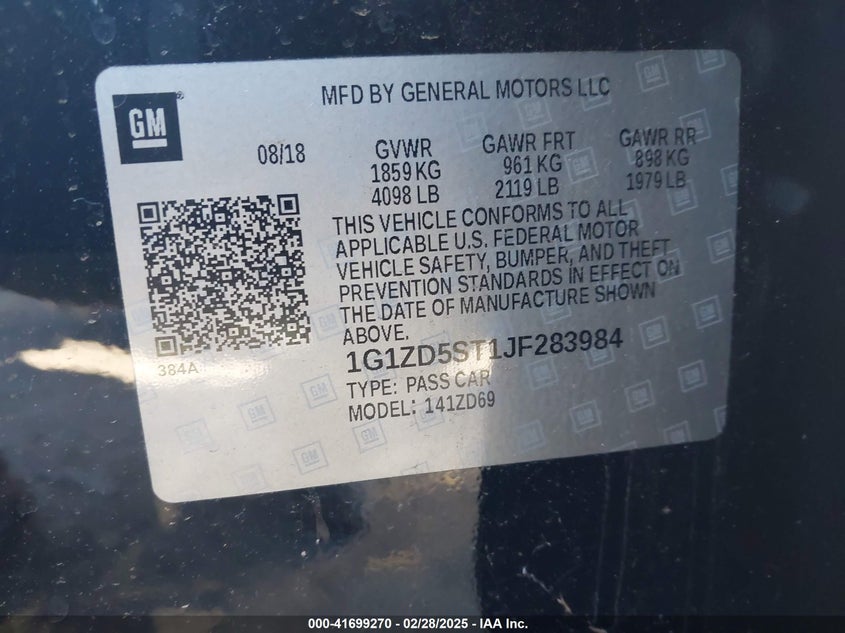 MFD BY GENERAL MOTORS LLC
GM
08/18
GVWR GAWR FRT GAWR RR
1859 KG 961 KG 898 KG
4098 LB 2119 LB 1979 LB
THIS VEHICLE CONFORMS TO ALL
APPLICABLE U.S. FEDERAL MOTOR
VEHICLE SAFETY, BUMPER, AND THEFT
PREVENTION STANDARDS IN EFFECT ON
THE DATE OF MANUFACTURE SHOWN
ABOVE.
384A
1G1ZD5ST1JF283984
TYPE: PASS CAR
MODEL: 141ZD69
000-41699270 | 02/28/2025 - IAA Inc.